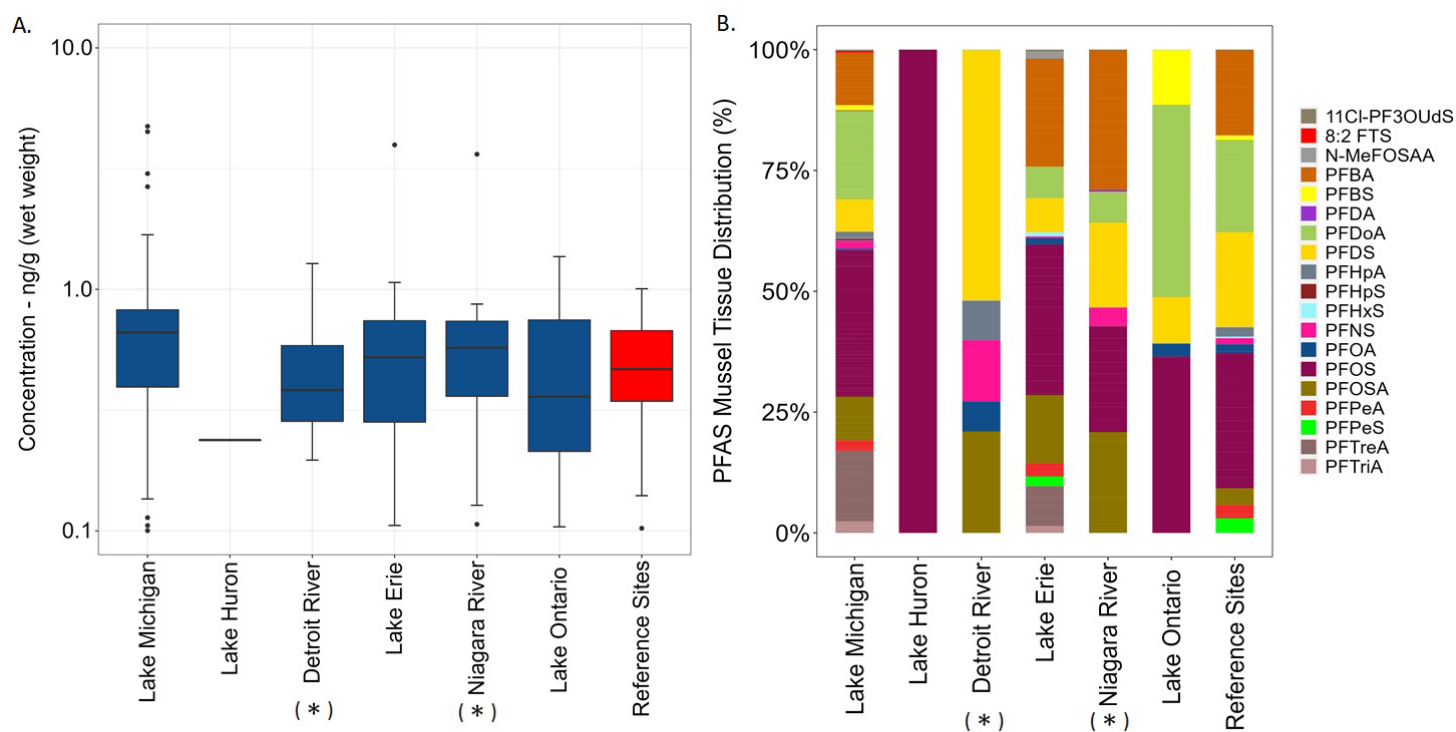 A.
Concentration - ng/g (wet weight)
10.0
1.0
0.1
Lake Michigan
Lake Huron
Detroit River
Lake Erie
Niagara River
Lake Ontario
Reference Sites
( * )
( * )
B.
PFAS Mussel Tissue Distribution (%)
100%
75%
50%
25%
0%
Lake Michigan
Lake Huron
Detroit River
Lake Erie
Niagara River
Lake Ontario
Reference Sites
( * )
( * )
11Cl-PF3OUdS
8:2 FTS
N-MeFOSAA
PFBA
PFBS
PFDA
PFDoA
PFDS
PFHpA
PFHpS
PFHxS
PFNS
PFOA
PFOS
PFOSA
PFPeA
PFPeS
PFTreA
PFTriA